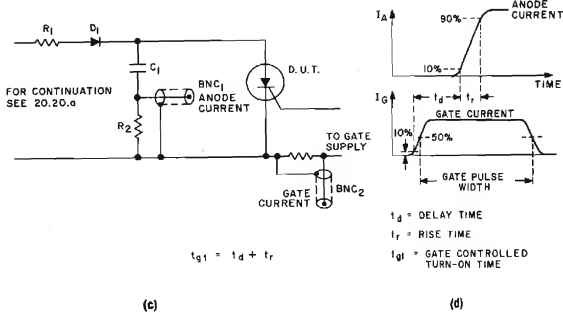 R1
D1
C1
BNC1
ANODE
CURRENT
D.U.T.
FOR CONTINUATION
SEE 20.20.a
R2
TO GATE
SUPPLY
GATE
CURRENT
BNC2
tg1 = td + tr
(c)
IA
90%
ANODE
CURRENT
10%
TIME
IG
td
tr
GATE CURRENT
10%
50%
GATE PULSE
WIDTH
td = DELAY TIME
tr = RISE TIME
tg1 = GATE CONTROLLED
TURN-ON TIME
(d)